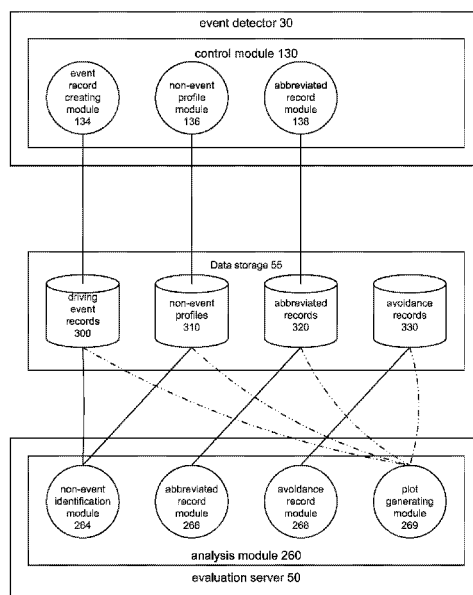 event detector 30
control module 130
event
record
creating
module
134
non-event
profile
module
136
abbreviated
record module
138
Data storage 55
driving
event
records
300
non-event
profiles
310
abbreviated
records
320
avoidance
records
330
non-event
identification
module
264
abbreviated
record module
266
avoidance
record module
268
plot
generating
module
269
analysis module 260
evaluation server 50